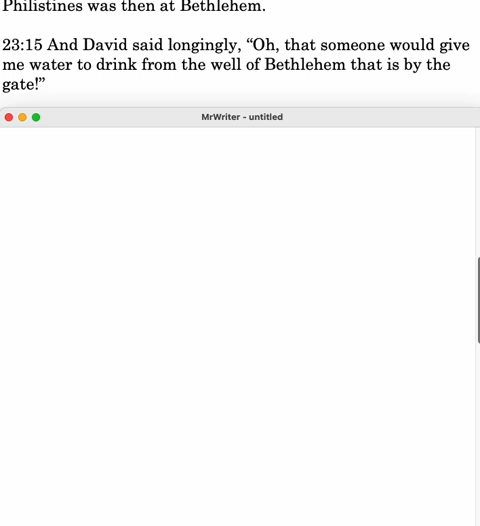 Philistines was then at Bethlehem.
23:15 And David said longingly, “Oh, that someone would give
me water to drink from the well of Bethlehem that is by the
gate!”
MrWriter - untitled